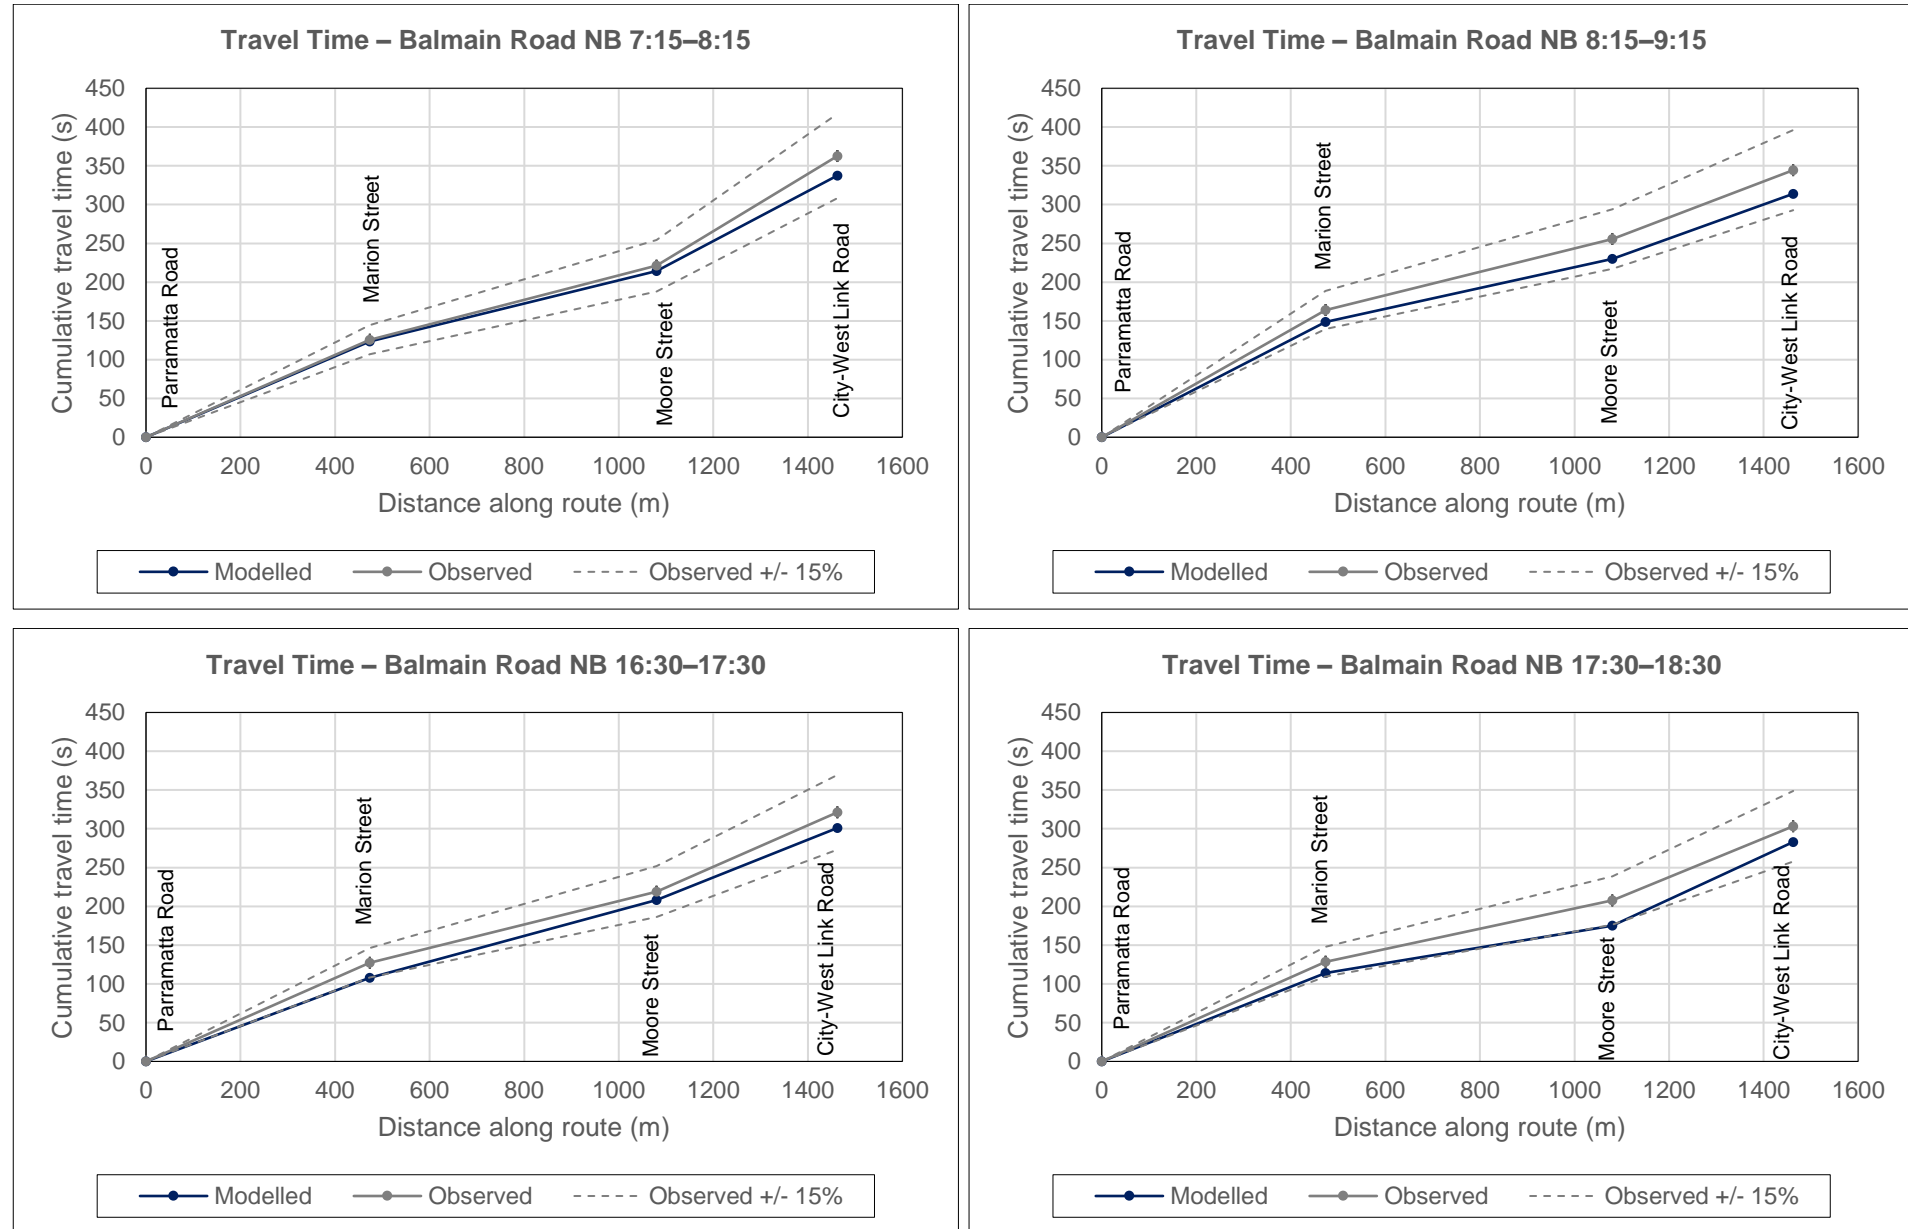 Travel Time – Balmain Road NB 7:15–8:15
Cumulative travel time (s)
450
400
350
300
250
200
150
100
50
0
Parramatta Road
Marion Street
Moore Street
City-West Link Road
0 200 400 600 800 1000 1200 1400 1600
Distance along route (m)
Modelled Observed Observed +/- 15%
Travel Time – Balmain Road NB 8:15–9:15
Cumulative travel time (s)
450
400
350
300
250
200
150
100
50
0
Parramatta Road
Marion Street
Moore Street
City-West Link Road
0 200 400 600 800 1000 1200 1400 1600
Distance along route (m)
Modelled Observed Observed +/- 15%
Travel Time – Balmain Road NB 16:30–17:30
Cumulative travel time (s)
450
400
350
300
250
200
150
100
50
0
Parramatta Road
Marion Street
Moore Street
City-West Link Road
0 200 400 600 800 1000 1200 1400 1600
Distance along route (m)
Modelled Observed Observed +/- 15%
Travel Time – Balmain Road NB 17:30–18:30
Cumulative travel time (s)
450
400
350
300
250
200
150
100
50
0
Parramatta Road
Marion Street
Moore Street
City-West Link Road
0 200 400 600 800 1000 1200 1400 1600
Distance along route (m)
Modelled Observed Observed +/- 15%